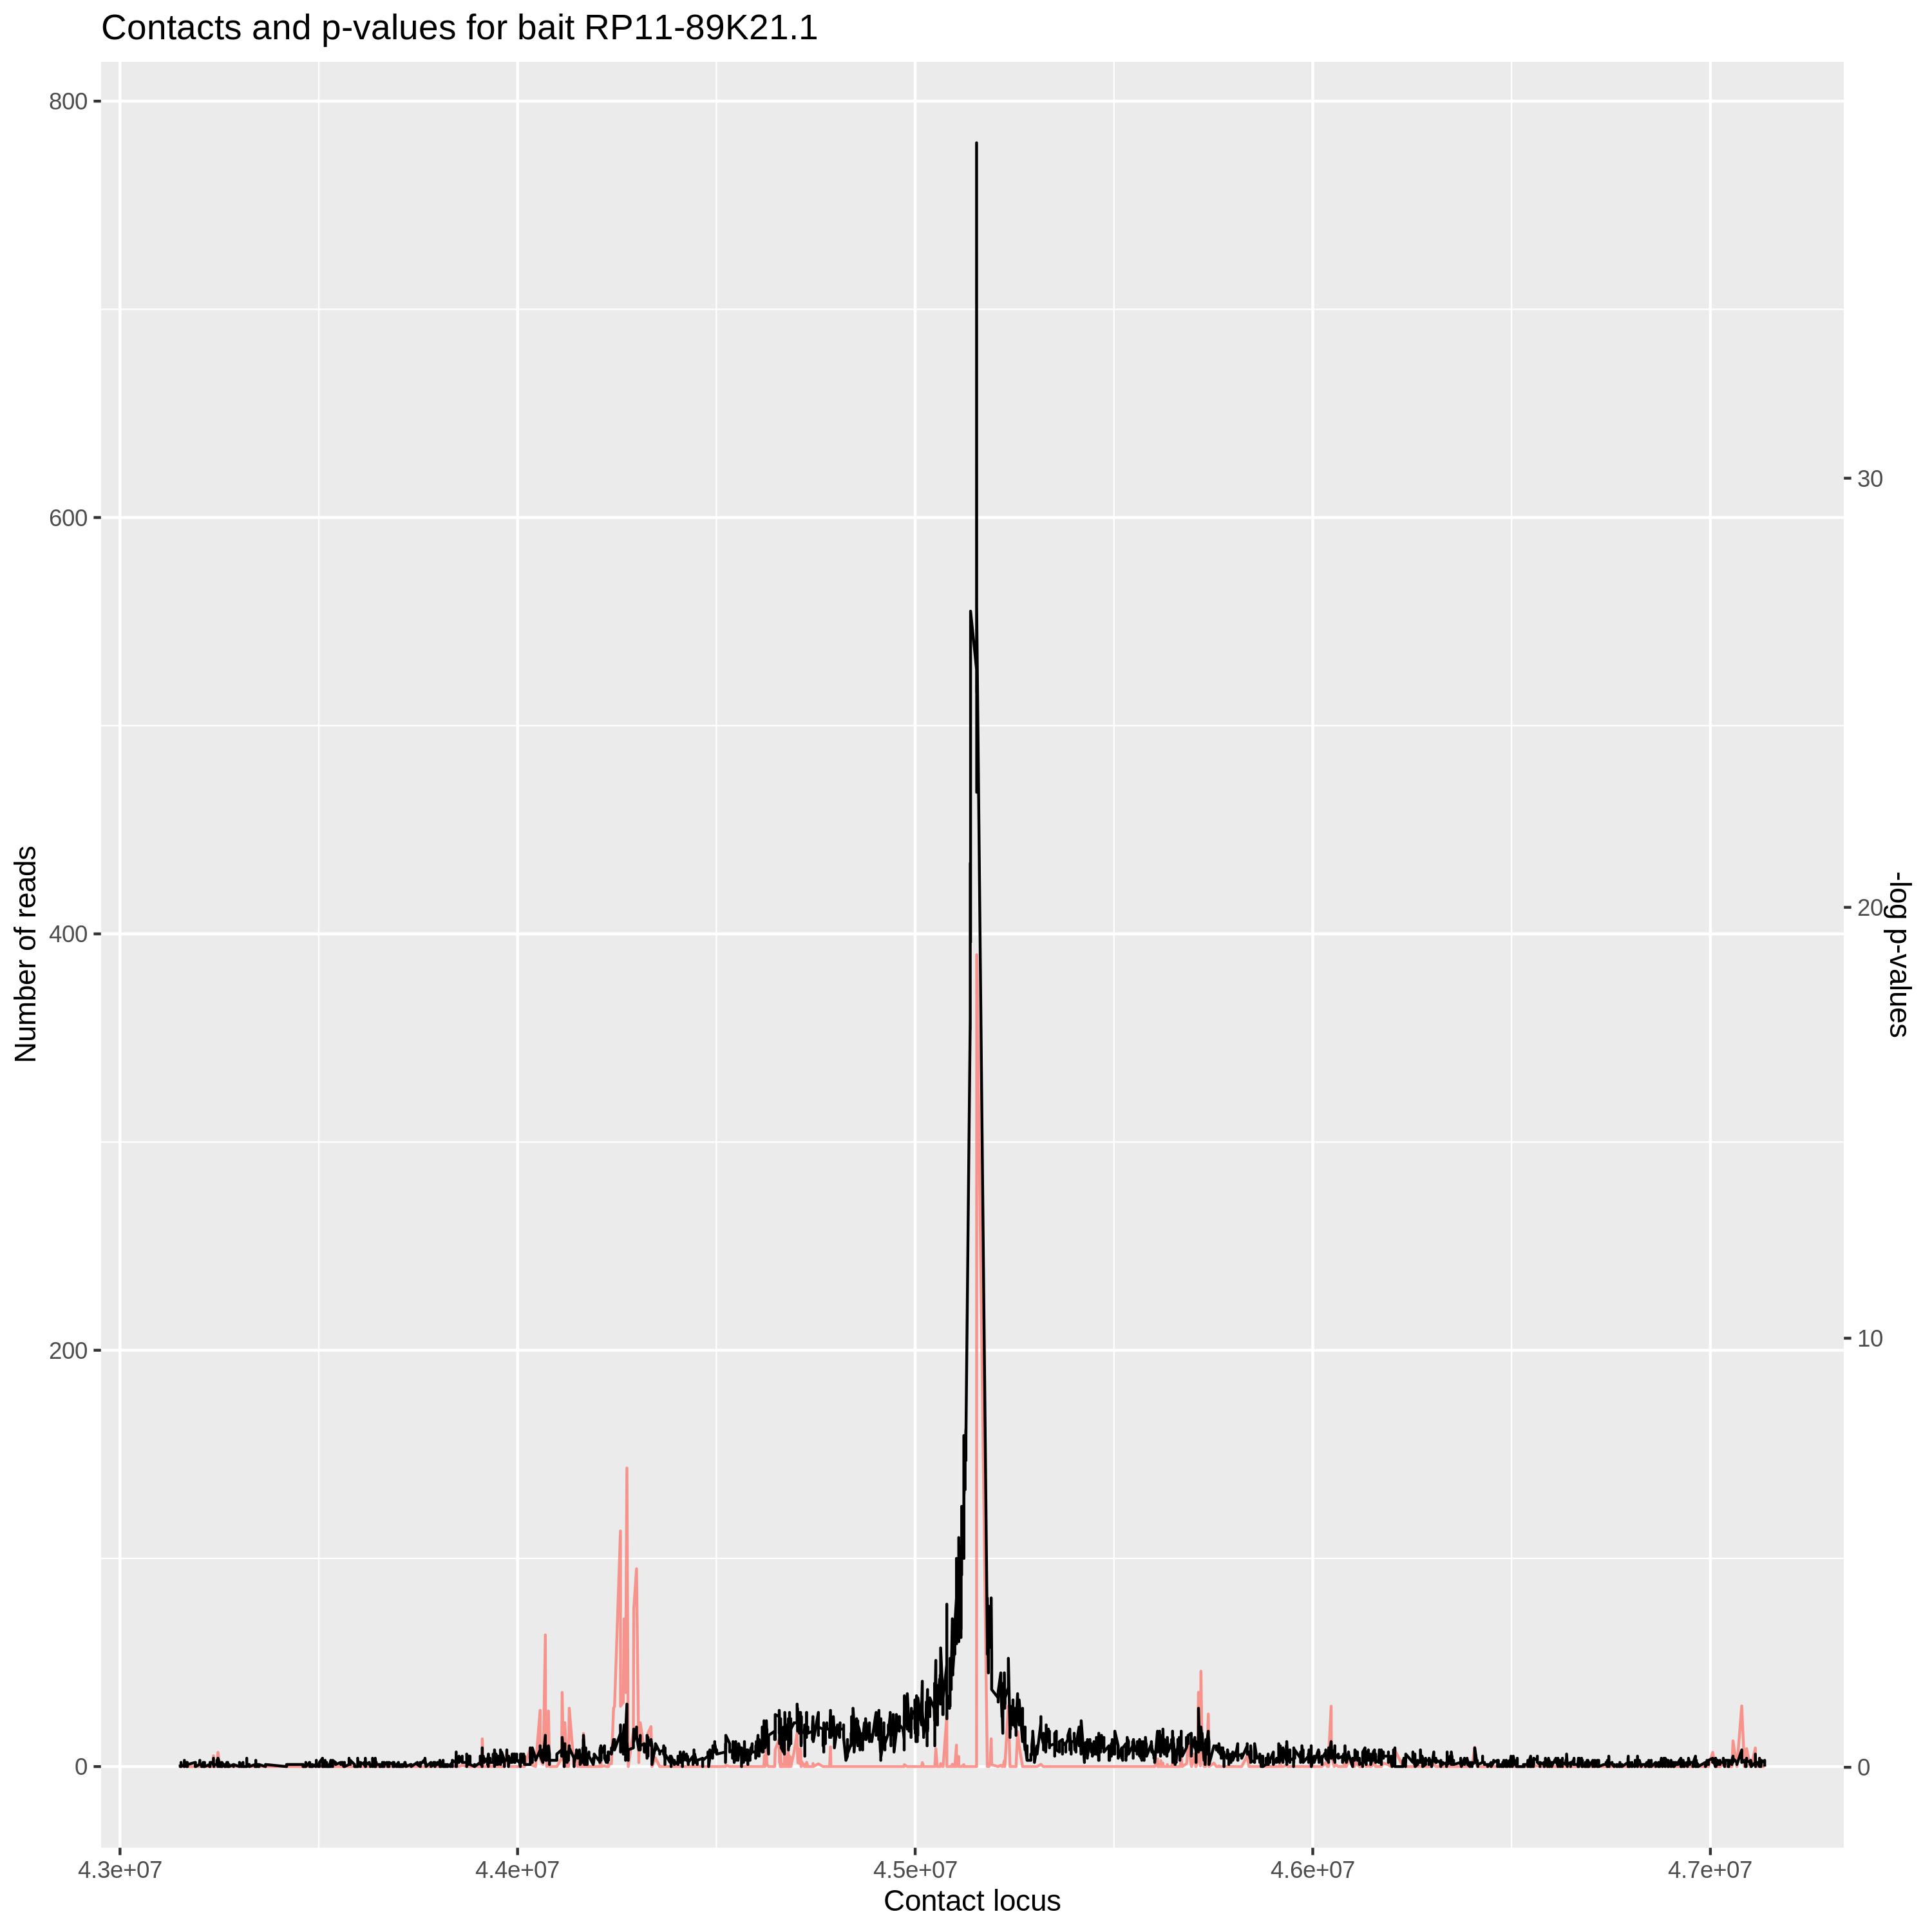 Contacts and p-values for bait RP11-89K21.1
800
600
400
200
0
30
20
10
0
Number of reads
-log p-values
4.3e+07
4.4e+07
4.5e+07
4.6e+07
4.7e+07
Contact locus